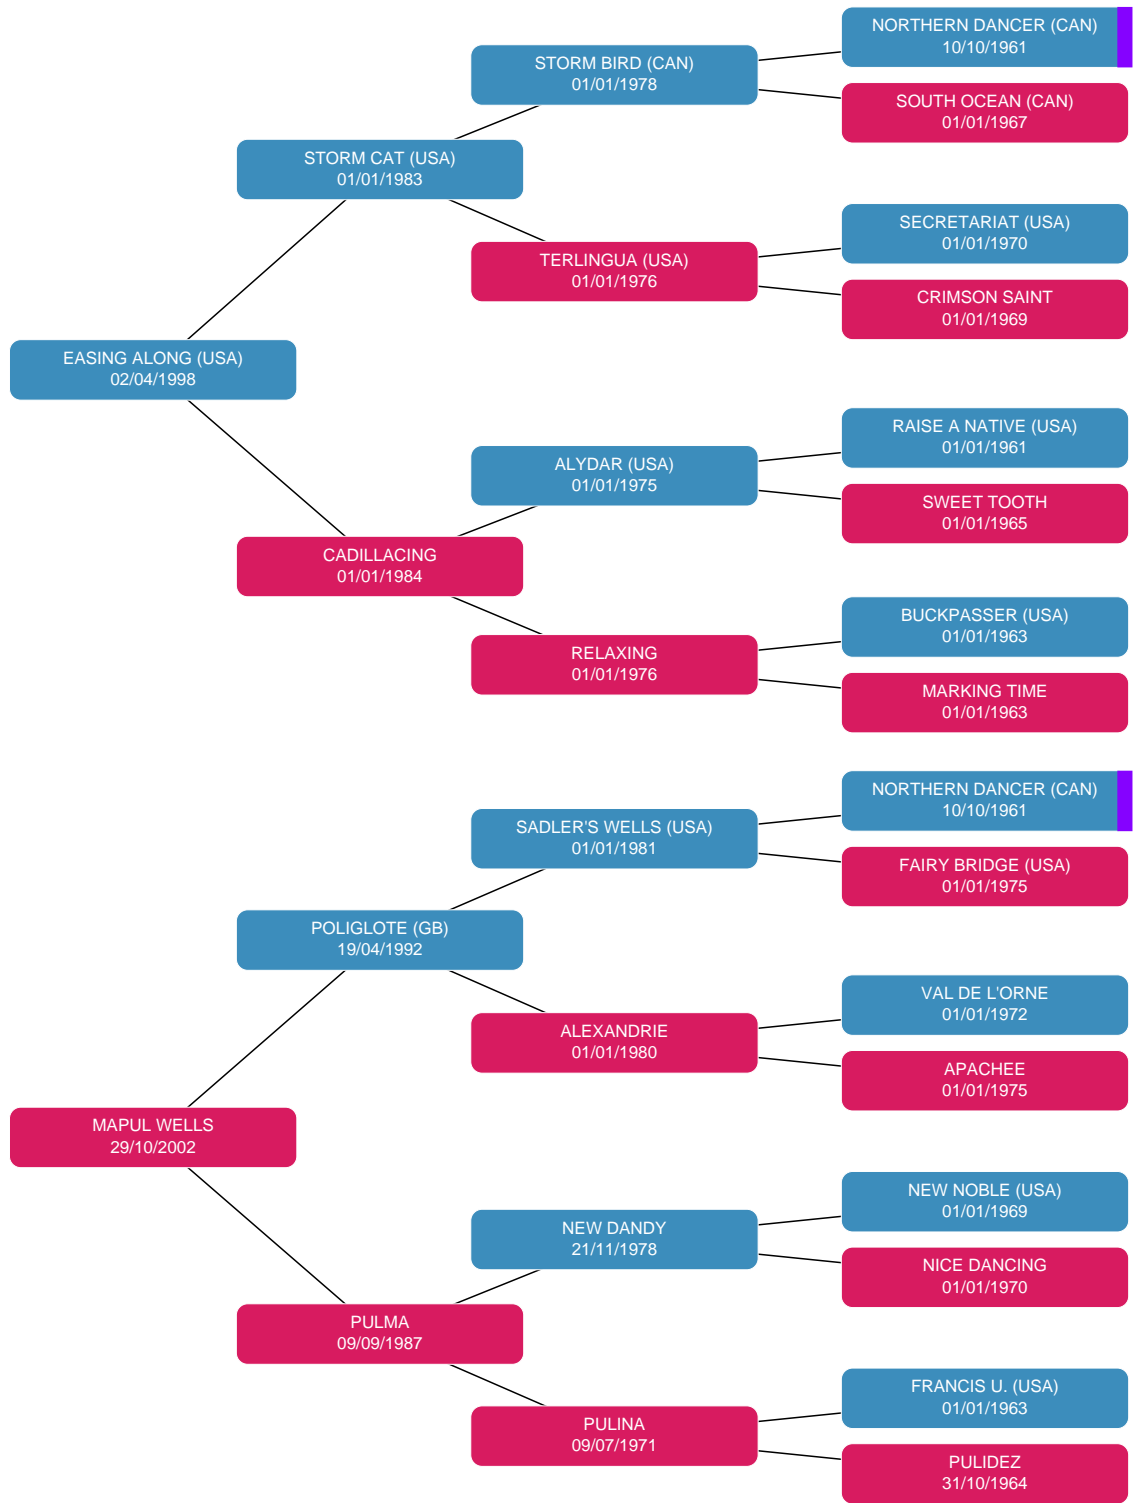 NORTHERN DANCER (CAN)
10/10/1961
STORM BIRD (CAN)
01/01/1978
SOUTH OCEAN (CAN)
01/01/1967
STORM CAT (USA)
01/01/1983
SECRETARIAT (USA)
01/01/1970
TERLINGUA (USA)
01/01/1976
CRIMSON SAINT
01/01/1969
EASING ALONG (USA)
02/04/1998
RAISE A NATIVE (USA)
01/01/1961
ALYDAR (USA)
01/01/1975
SWEET TOOTH
01/01/1965
CADILLACING
01/01/1984
BUCKPASSER (USA)
01/01/1963
RELAXING
01/01/1976
MARKING TIME
01/01/1963
NORTHERN DANCER (CAN)
10/10/1961
SADLER'S WELLS (USA)
01/01/1981
FAIRY BRIDGE (USA)
01/01/1975
POLIGLOTE (GB)
19/04/1992
VAL DE L'ORNE
01/01/1972
ALEXANDRIE
01/01/1980
APACHEE
01/01/1975
MAPUL WELLS
29/10/2002
NEW NOBLE (USA)
01/01/1969
NEW DANDY
21/11/1978
NICE DANCING
01/01/1970
PULMA
09/09/1987
FRANCIS U. (USA)
01/01/1963
PULINA
09/07/1971
PULIDEZ
31/10/1964